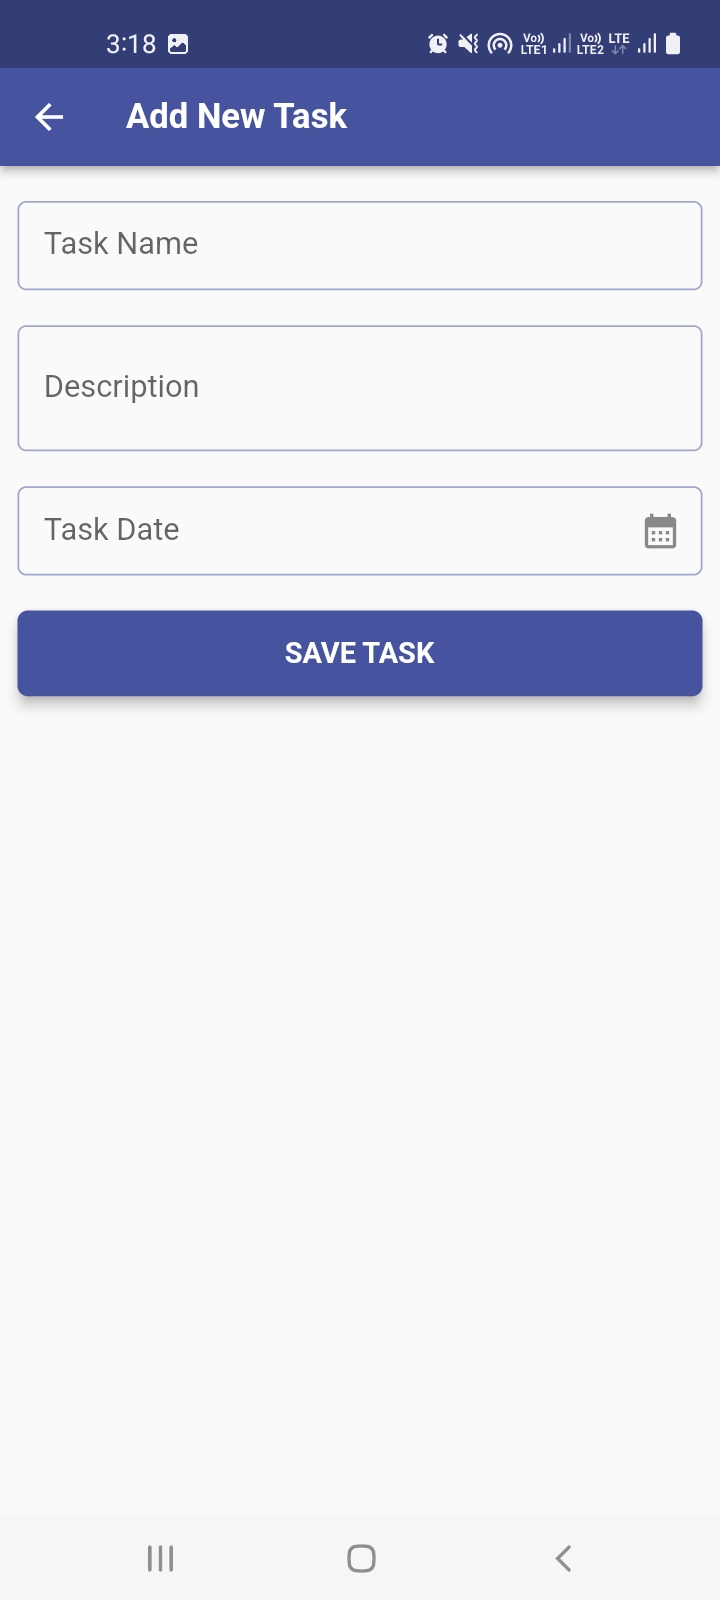 3:18 Vo)) LTE1 Vo)) LTE2 LTE
Add New Task
Task Name
Description
Task Date
SAVE TASK